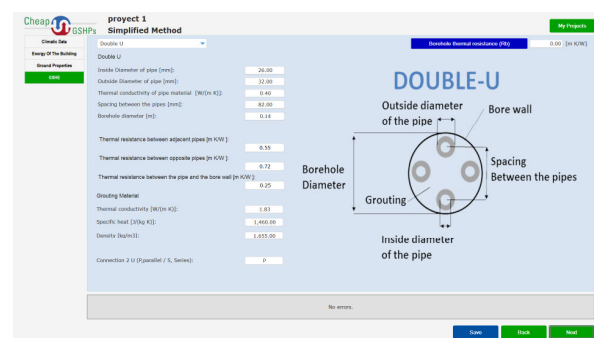 Cheap GSHPs
proyect 1
Simplified Method
My Projects
Climatic Data
Energy Of The Building
Ground Properties
GSHE
Double U
Borehole thermal resistance (Rb)
0.00 [m K/W]
Double U
Inside Diameter of pipe [mm]: 26.00
Outside Diameter of pipe [mm]: 32.00
Thermal conductivity of pipe material [W/(m K)]: 0.40
Spacing between the pipes [mm]: 82.00
Borehole diameter [m]: 0.14
Thermal resistance between adjacent pipes [m K/W ]:
0.55
Thermal resistance between opposite pipes [m K/W ]:
0.72
Thermal resistance between the pipe and the bore wall [m K/W ]:
0.25
Grouting Material
Thermal conductivity [W/(m K)]: 1.83
Specific heat [J/(kg K)]: 1,460.00
Density [kg/m3]: 1,655.00
Connection 2 U (P,parallel / S, Series): P
DOUBLE-U
Outside diameter
of the pipe
Bore wall
Spacing
Between the pipes
Borehole
Diameter
Grouting
Inside diameter
of the pipe
No errors.
Save
Back
Next